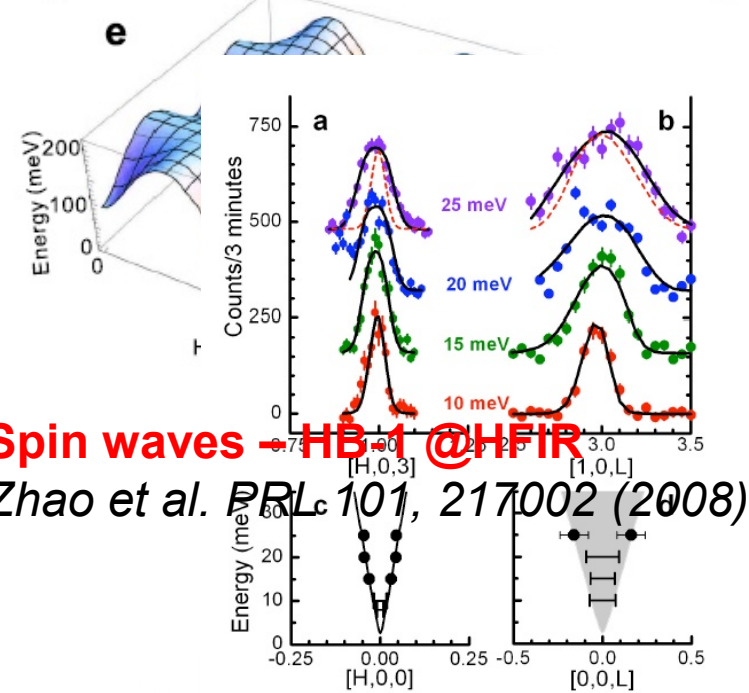 e
200
100
0
Energy (meV)
0
a
b
750
500
250
0
Counts/3 minutes
25 meV
20 meV
15 meV
10 meV
Spin waves – HB-1 @HFIR
3.0
3.5
[H,0,3]
[1,0,L]
Zhao et al. PRL 101, 217002 (2008)
c
d
20
10
0
-0.25
0.00
0.25
-0.5
0.0
0.5
[H,0,0]
[0,0,L]